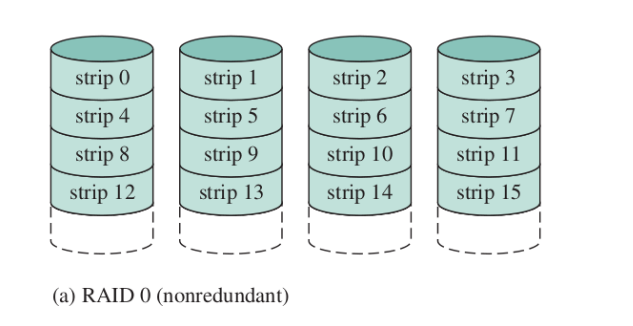 strip 0 strip 1 strip 2 strip 3
strip 4 strip 5 strip 6 strip 7
strip 8 strip 9 strip 10 strip 11
strip 12 strip 13 strip 14 strip 15
(a) RAID 0 (nonredundant)